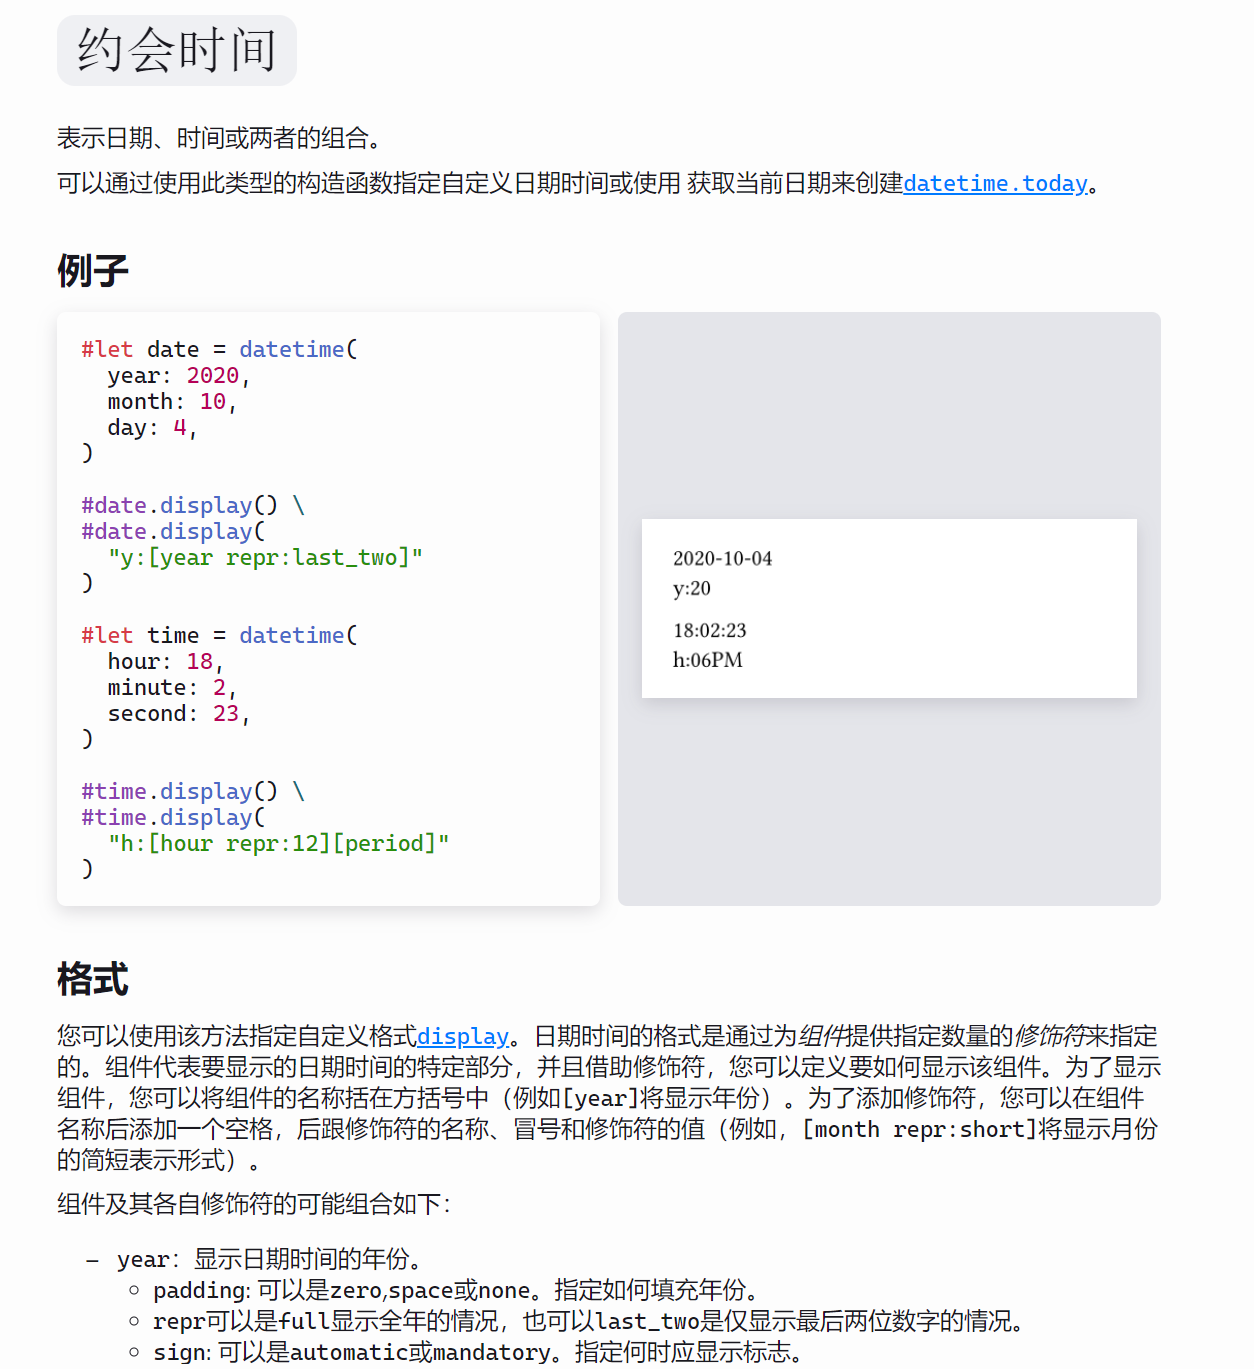 约会时间
表示日期、时间或两者的组合。
可以通过使用此类型的构造函数指定自定义日期时间或使用 获取当前日期来创建datetime.today。
例子
#let date = datetime(
  year: 2020,
  month: 10,
  day: 4,
)
#date.display() \
#date.display(
  "y:[year repr:last_two]"
)
#let time = datetime(
  hour: 18,
  minute: 2,
  second: 23,
)
#time.display() \
#time.display(
  "h:[hour repr:12][period]"
)
2020-10-04
y:20
18:02:23
h:06PM
格式
您可以使用该方法指定自定义格式display。日期时间的格式是通过为组件提供指定数量的修饰符来指定
的。组件代表要显示的日期时间的特定部分，并且借助修饰符，您可以定义要如何显示该组件。为了显示
组件，您可以将组件的名称括在方括号中（例如[year]将显示年份）。为了添加修饰符，您可以在组件
名称后添加一个空格，后跟修饰符的名称、冒号和修饰符的值（例如，[month repr:short]将显示月份
的简短表示形式）。
组件及其各自修饰符的可能组合如下：
– year：显示日期时间的年份。
◦ padding: 可以是zero,space或none。指定如何填充年份。
◦ repr可以是full显示全年的情况，也可以last_two是仅显示最后两位数字的情况。
◦ sign: 可以是automatic或mandatory。指定何时应显示标志。